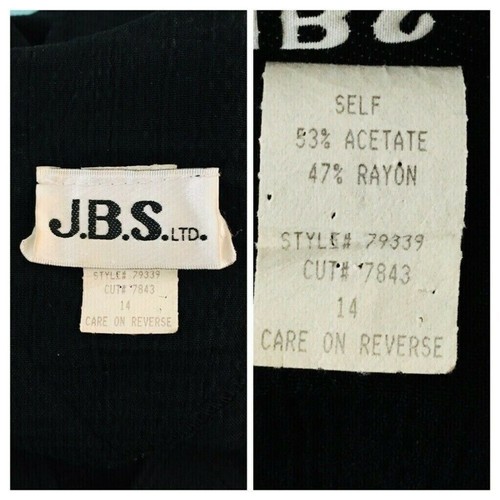 J.B.S. LTD.
STYLE# 79339
CUT# 7843
14
CARE ON REVERSE
SELF
53% ACETATE
47% RAYON
STYLE# 79339
CUT# 7843
14
CARE ON REVERSE